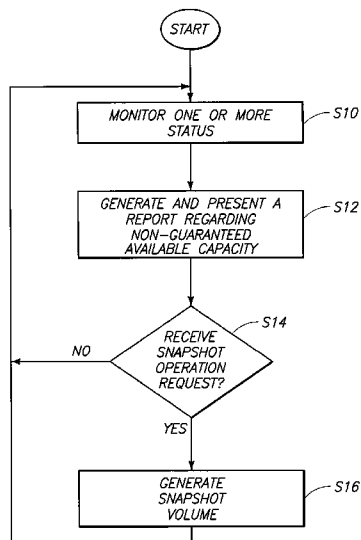 START
MONITOR ONE OR MORE
STATUS
S10
GENERATE AND PRESENT A
REPORT REGARDING
NON-GUARANTEED
AVAILABLE CAPACITY
S12
RECEIVE
SNAPSHOT
OPERATION
REQUEST?
S14
NO
YES
GENERATE
SNAPSHOT
VOLUME
S16